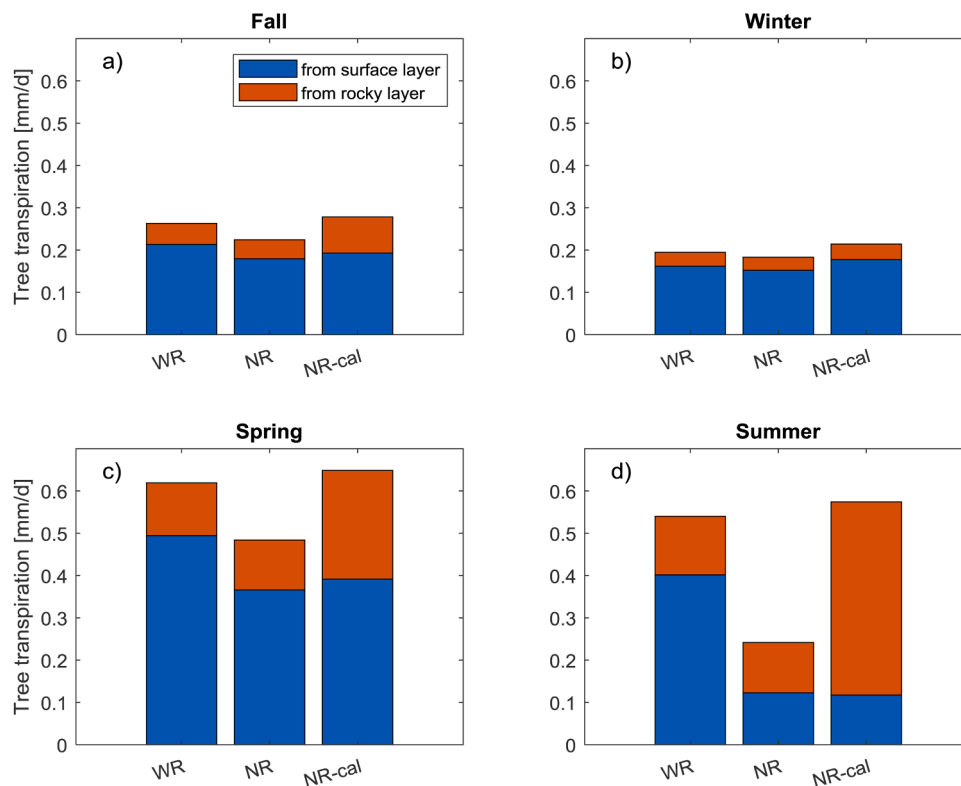 Fall
a)
from surface layer
from rocky layer
Tree transpiration [mm/d]
0.6
0.5
0.4
0.3
0.2
0.1
0
WR
NR
NR-cal
Winter
b)
0.6
0.5
0.4
0.3
0.2
0.1
0
WR
NR
NR-cal
Spring
c)
Tree transpiration [mm/d]
0.6
0.5
0.4
0.3
0.2
0.1
0
WR
NR
NR-cal
Summer
d)
0.6
0.5
0.4
0.3
0.2
0.1
0
WR
NR
NR-cal